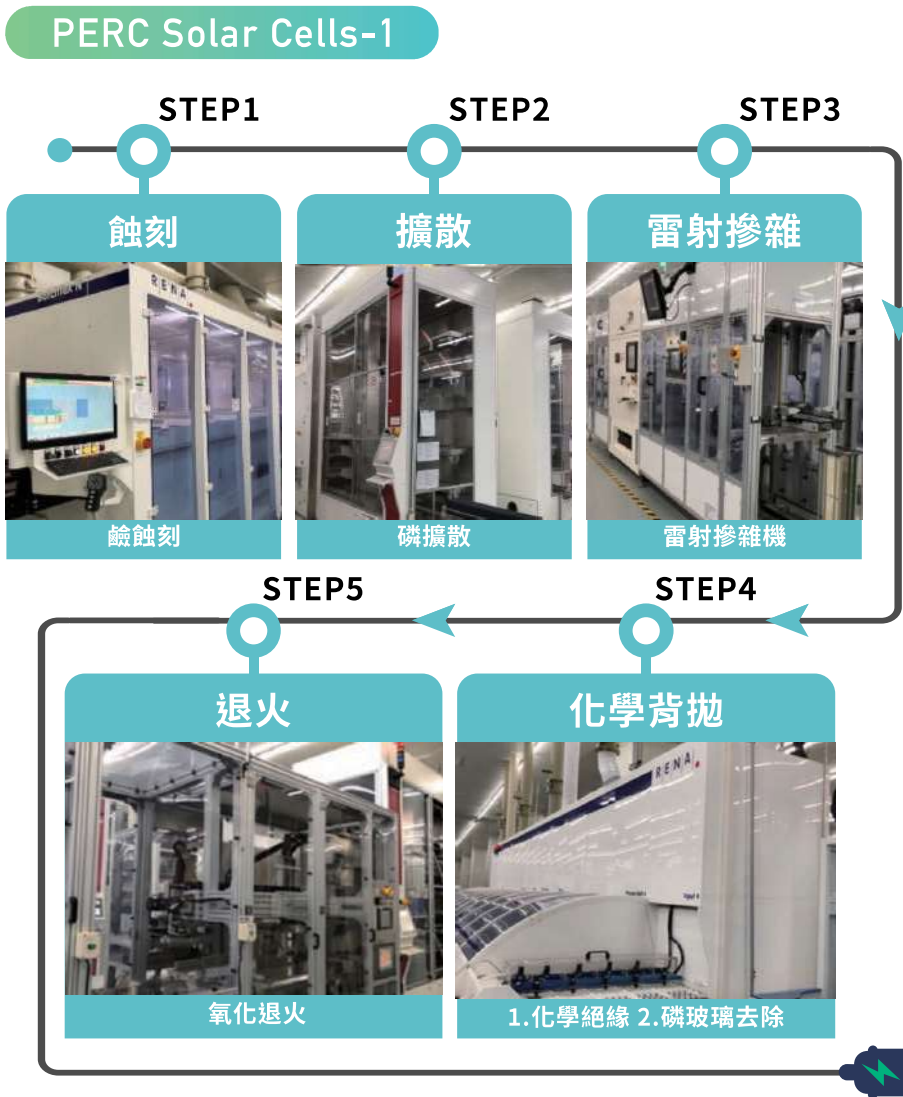 PERC Solar Cells-1
STEP1
STEP2
STEP3
蝕刻
擴散
雷射摻雜
RENA
鹼蝕刻
磷擴散
雷射摻雜機
STEP5
STEP4
退火
化學背拋
RENA
氧化退火
1.化學絕緣 2.磷玻璃去除